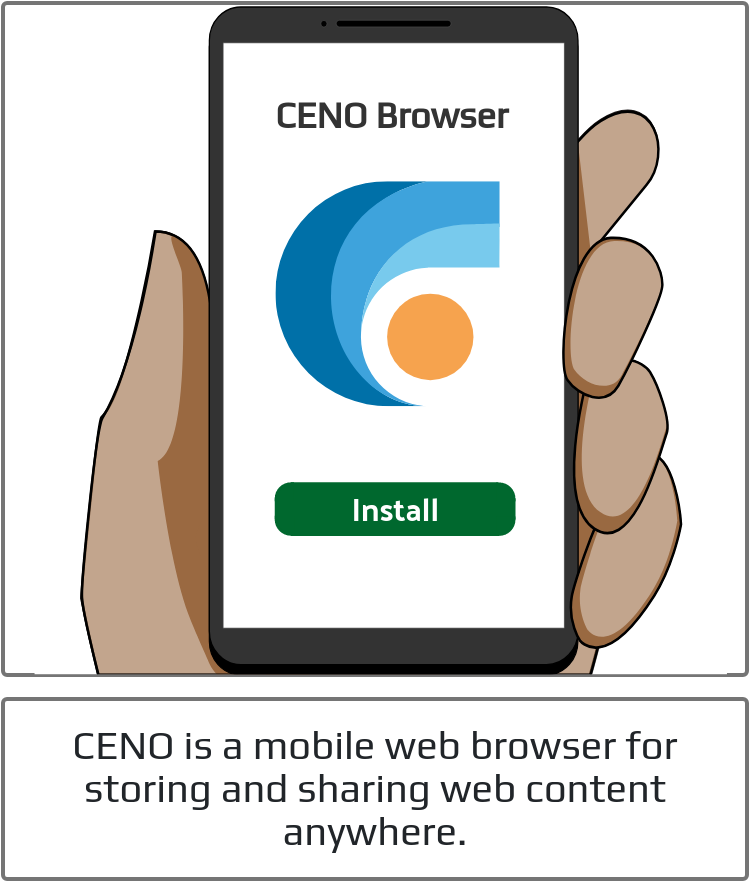 CENO Browser
Install
CENO is a mobile web browser for
storing and sharing web content
anywhere.